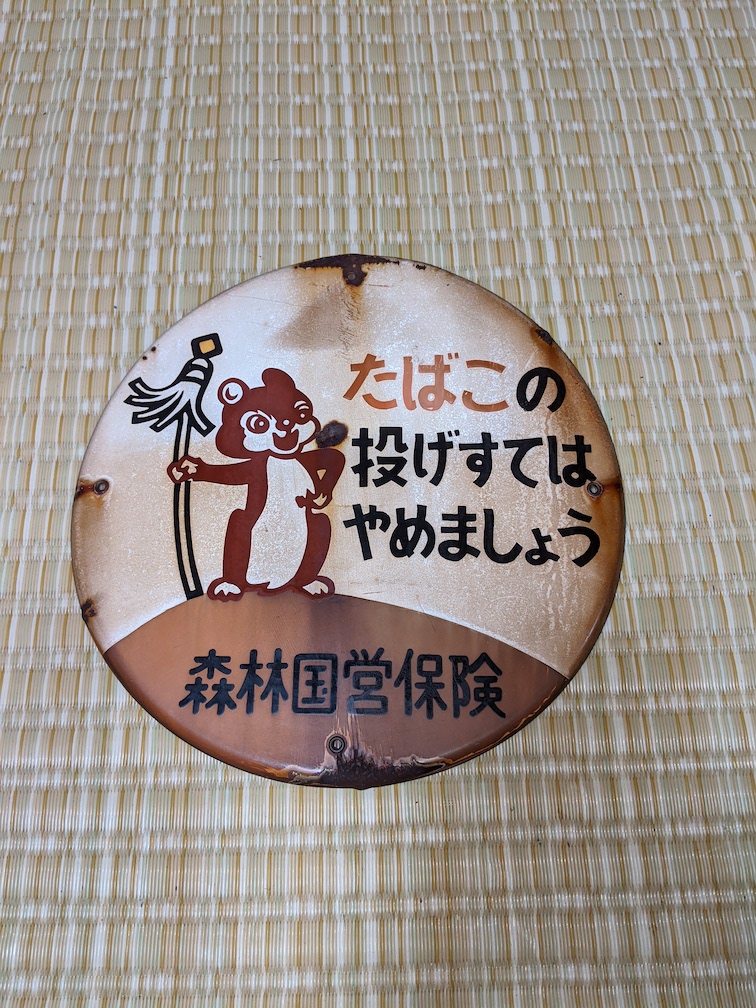 たばこの
投げすては
やめましょう
森林国営保険